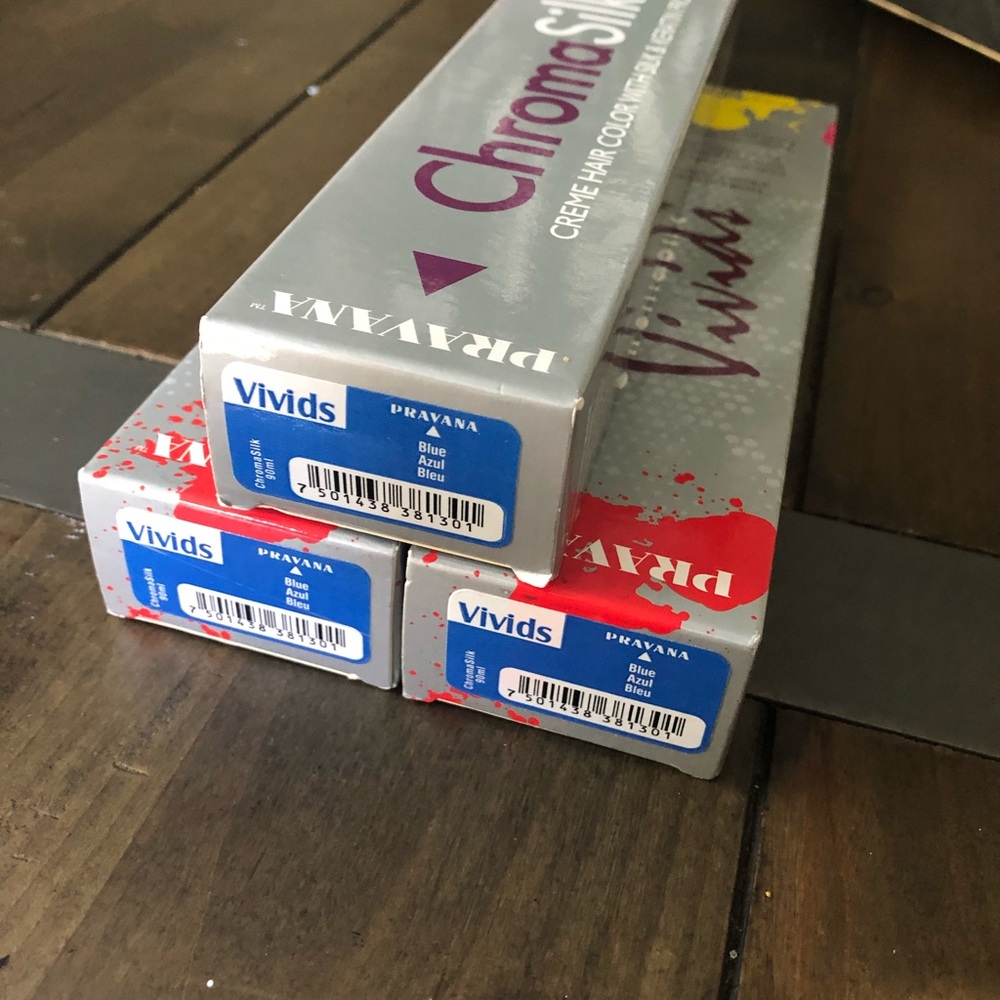 ChromaSilk
CREME HAIR COLOR WITH SILK & KERATIN
PRAVANA™
Vivids
PRAVANA
Blue
Azul
Bleu
ChromaSilk
90ml
7 501438 381301
Vivids
PRAV
Vivids
PRAVANA
Blue
Azul
Bleu
ChromaSilk
90ml
7 501438 381301
Vivids
PRAVANA
Blue
Azul
Bleu
ChromaSilk
90ml
7 501438 381301